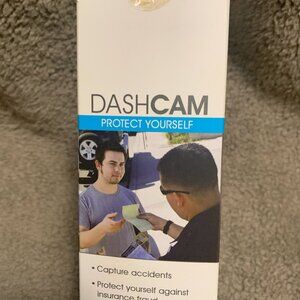 DASHCAM
PROTECT YOURSELF
• Capture accidents
• Protect yourself against
insurance fraud